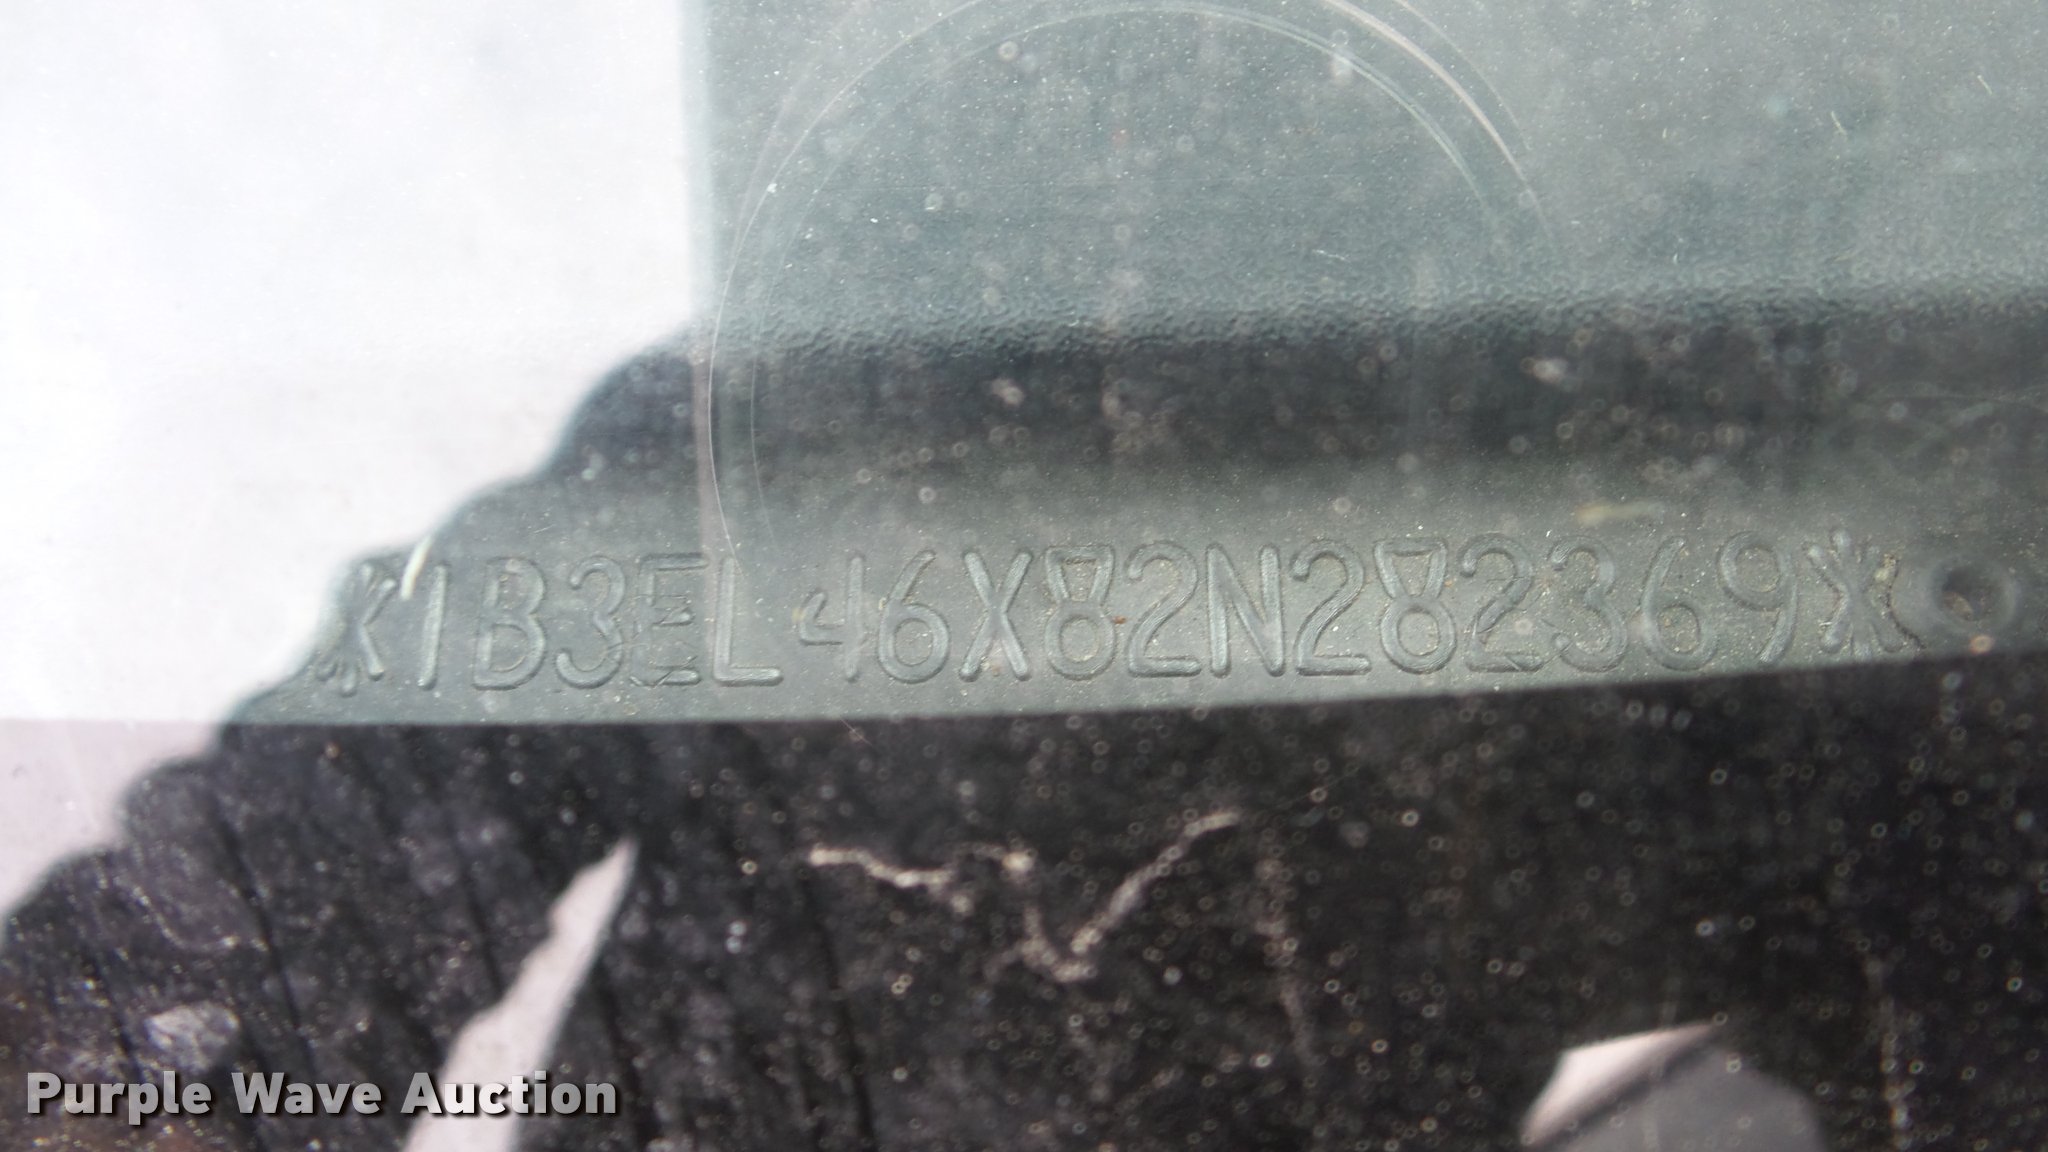 *1B3EL46X82N282369*
Purple Wave Auction